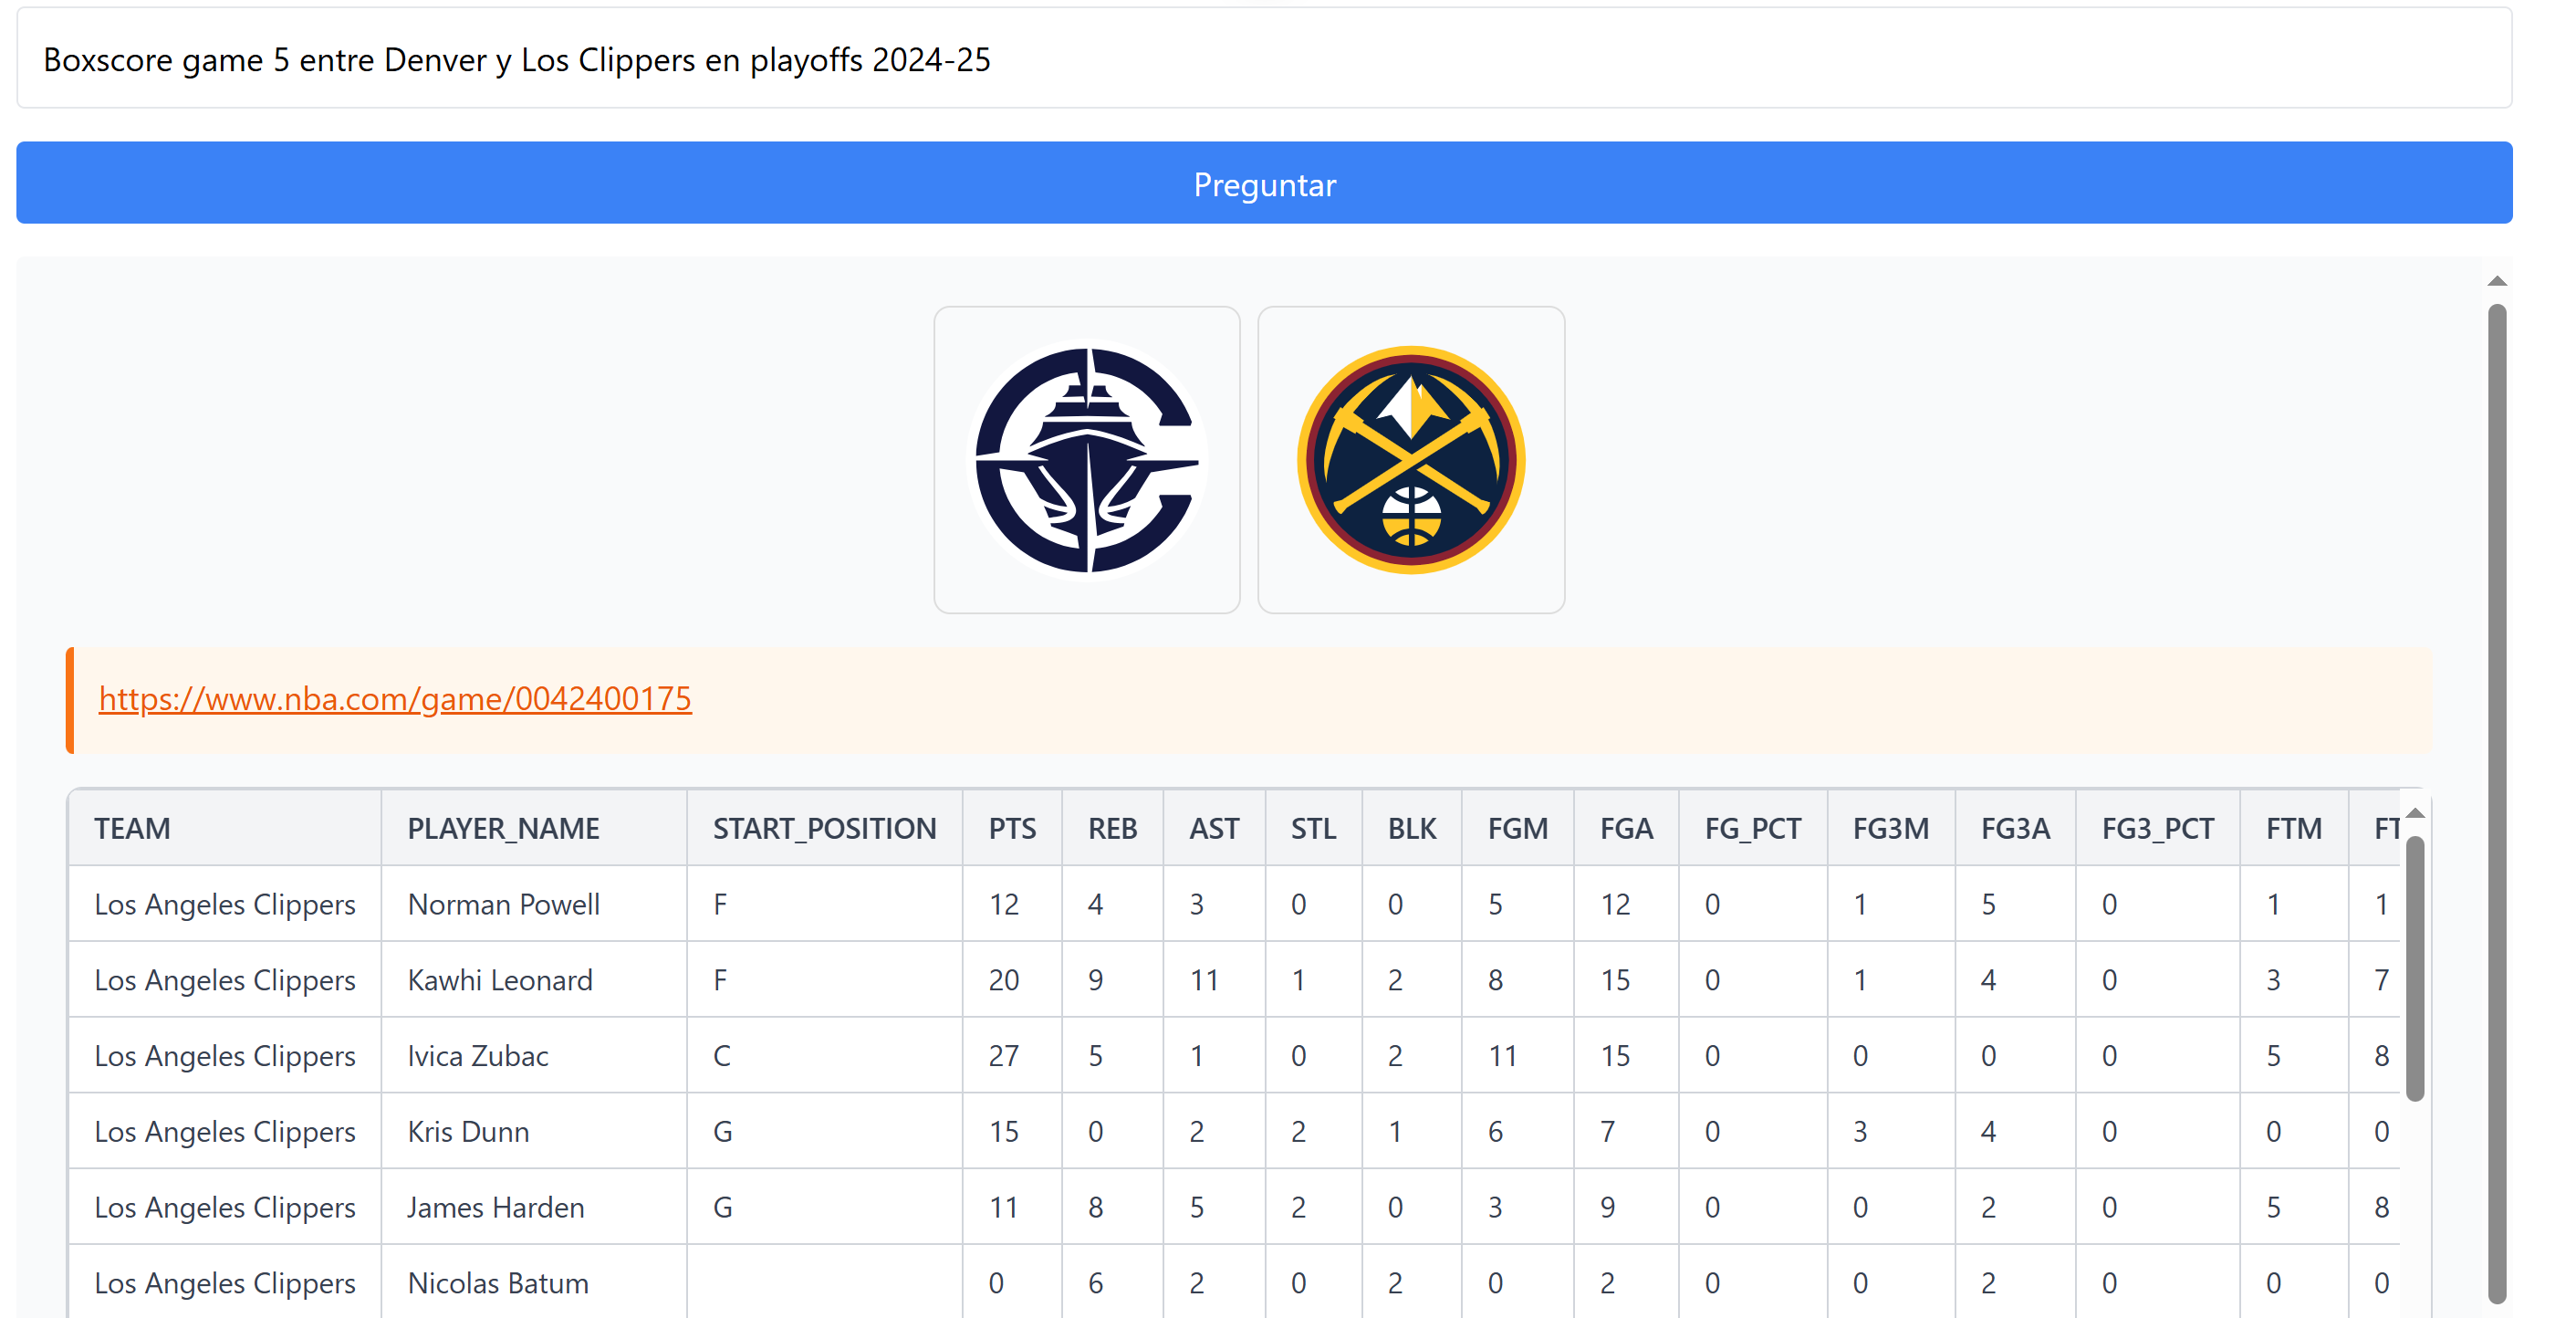 Boxscore game 5 entre Denver y Los Clippers en playoffs 2024-25
Preguntar
https://www.nba.com/game/0042400175
TEAM PLAYER_NAME START_POSITION PTS REB AST STL BLK FGM FGA FG_PCT FG3M FG3A FG3_PCT FTM FT
Los Angeles Clippers Norman Powell F 12 4 3 0 0 5 12 0 1 5 0 1 1
Los Angeles Clippers Kawhi Leonard F 20 9 11 1 2 8 15 0 1 4 0 3 7
Los Angeles Clippers Ivica Zubac C 27 5 1 0 2 11 15 0 0 0 0 5 8
Los Angeles Clippers Kris Dunn G 15 0 2 2 1 6 7 0 3 4 0 0 0
Los Angeles Clippers James Harden G 11 8 5 2 0 3 9 0 0 2 0 5 8
Los Angeles Clippers Nicolas Batum 0 6 2 0 2 0 2 0 0 2 0 0 0